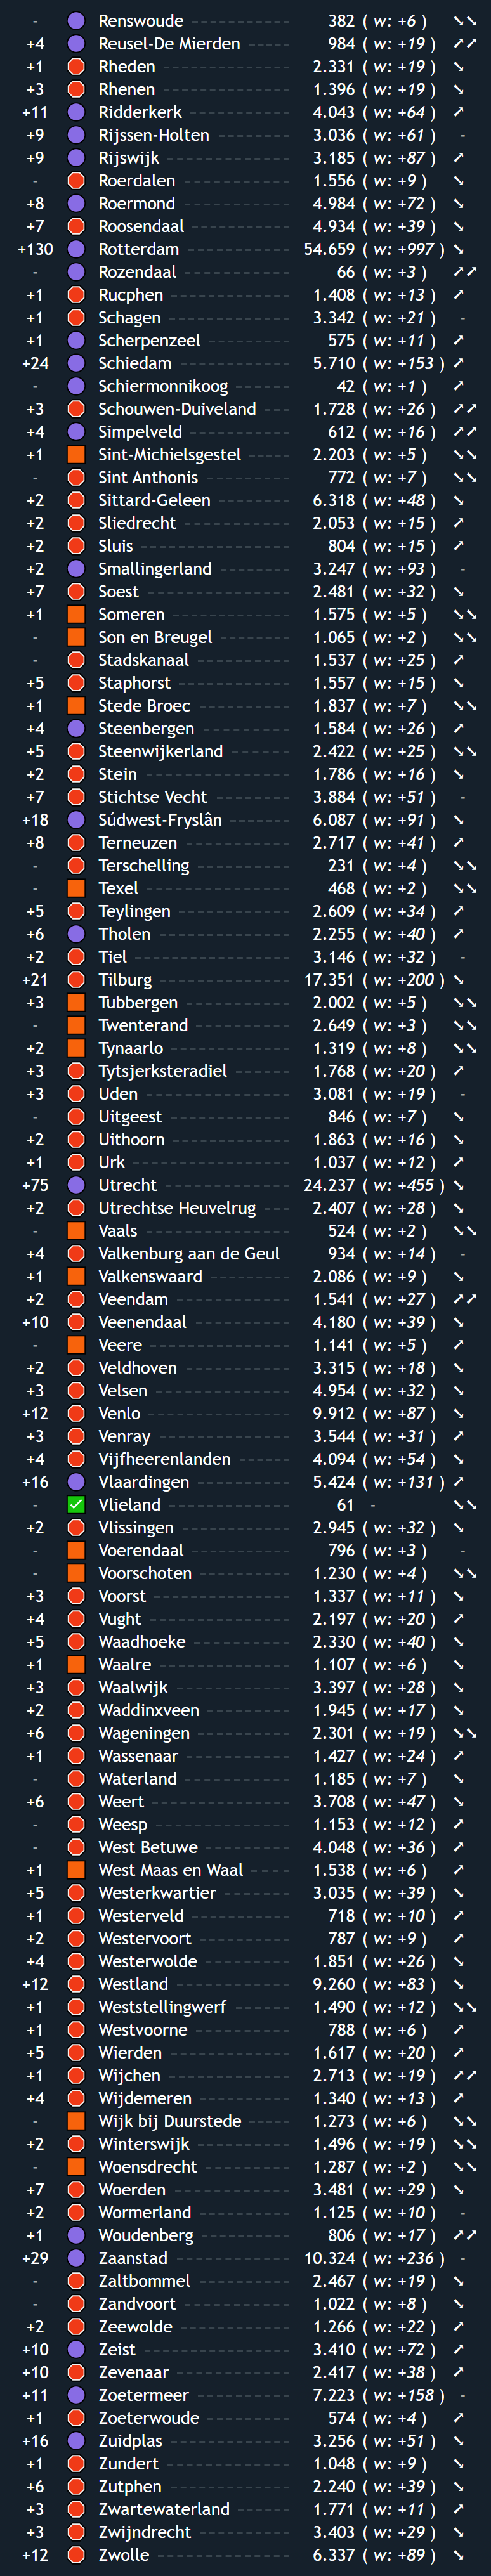 - Renswoude 382 ( w: +6 )
+4 Reusel-De Mierden 984 ( w: +19 )
+1 Rheden 2.331 ( w: +19 )
+3 Rhenen 1.396 ( w: +19 )
+11 Ridderkerk 4.043 ( w: +64 )
+9 Rijssen-Holten 3.036 ( w: +61 ) -
+9 Rijswijk 3.185 ( w: +87 )
- Roerdalen 1.556 ( w: +9 )
+8 Roermond 4.984 ( w: +72 )
+7 Roosendaal 4.934 ( w: +39 )
+130 Rotterdam 54.659 ( w: +997 )
- Rozendaal 66 ( w: +3 )
+1 Rucphen 1.408 ( w: +13 )
+1 Schagen 3.342 ( w: +21 ) -
+1 Scherpenzeel 575 ( w: +11 )
+24 Schiedam 5.710 ( w: +153 )
- Schiermonnikoog 42 ( w: +1 )
+3 Schouwen-Duiveland 1.728 ( w: +26 )
+4 Simpelveld 612 ( w: +16 )
+1 Sint-Michielsgestel 2.203 ( w: +5 )
- Sint Anthonis 772 ( w: +7 )
+2 Sittard-Geleen 6.318 ( w: +48 )
+2 Sliedrecht 2.053 ( w: +15 )
+2 Sluis 804 ( w: +15 )
+2 Smallingerland 3.247 ( w: +93 ) -
+7 Soest 2.481 ( w: +32 )
+1 Someren 1.575 ( w: +5 )
- Son en Breugel 1.065 ( w: +2 )
- Stadskanaal 1.537 ( w: +25 )
+5 Staphorst 1.557 ( w: +15 )
+1 Stede Broec 1.837 ( w: +7 )
+4 Steenbergen 1.584 ( w: +26 )
+5 Steenwijkerland 2.422 ( w: +25 )
+2 Stein 1.786 ( w: +16 )
+7 Stichtse Vecht 3.884 ( w: +51 ) -
+18 Súdwest-Fryslân 6.087 ( w: +91 )
+8 Terneuzen 2.717 ( w: +41 )
- Terschelling 231 ( w: +4 )
- Texel 468 ( w: +2 )
+5 Teylingen 2.609 ( w: +34 )
+6 Tholen 2.255 ( w: +40 )
+2 Tiel 3.146 ( w: +32 ) -
+21 Tilburg 17.351 ( w: +200 )
+3 Tubbergen 2.002 ( w: +5 )
- Twenterand 2.649 ( w: +3 )
+2 Tynaarlo 1.319 ( w: +8 )
+3 Tytsjerksteradiel 1.768 ( w: +20 )
+3 Uden 3.081 ( w: +19 ) -
- Uitgeest 846 ( w: +7 )
+2 Uithoorn 1.863 ( w: +16 )
+1 Urk 1.037 ( w: +12 )
+75 Utrecht 24.237 ( w: +455 )
+2 Utrechtse Heuvelrug 2.407 ( w: +28 )
- Vaals 524 ( w: +2 )
+4 Valkenburg aan de Geul 934 ( w: +14 ) -
+1 Valkenswaard 2.086 ( w: +9 )
+2 Veendam 1.541 ( w: +27 )
+10 Veenendaal 4.180 ( w: +39 )
- Veere 1.141 ( w: +5 )
+2 Veldhoven 3.315 ( w: +18 )
+3 Velsen 4.954 ( w: +32 )
+12 Venlo 9.912 ( w: +87 )
+3 Venray 3.544 ( w: +31 )
+4 Vijfheerenlanden 4.094 ( w: +54 )
+16 Vlaardingen 5.424 ( w: +131 )
- Vlieland 61 -
+2 Vlissingen 2.945 ( w: +32 )
- Voerendaal 796 ( w: +3 ) -
- Voorschoten 1.230 ( w: +4 )
+3 Voorst 1.337 ( w: +11 )
+4 Vught 2.197 ( w: +20 )
+5 Waadhoeke 2.330 ( w: +40 )
+1 Waalre 1.107 ( w: +6 )
+3 Waalwijk 3.397 ( w: +28 )
+2 Waddinxveen 1.945 ( w: +17 )
+6 Wageningen 2.301 ( w: +19 )
+1 Wassenaar 1.427 ( w: +24 )
- Waterland 1.185 ( w: +7 )
+6 Weert 3.708 ( w: +47 )
- Weesp 1.153 ( w: +12 )
- West Betuwe 4.048 ( w: +36 )
+1 West Maas en Waal 1.538 ( w: +6 )
+5 Westerkwartier 3.035 ( w: +39 )
+1 Westerveld 718 ( w: +10 )
+2 Westervoort 787 ( w: +9 )
+4 Westerwolde 1.851 ( w: +26 )
+12 Westland 9.260 ( w: +83 )
+1 Weststellingwerf 1.490 ( w: +12 )
+1 Westvoorne 788 ( w: +6 )
+5 Wierden 1.617 ( w: +20 )
+1 Wijchen 2.713 ( w: +19 )
+4 Wijdemeren 1.340 ( w: +13 )
- Wijk bij Duurstede 1.273 ( w: +6 )
+2 Winterswijk 1.496 ( w: +19 )
- Woensdrecht 1.287 ( w: +2 )
+7 Woerden 3.481 ( w: +29 )
+2 Wormerland 1.125 ( w: +10 ) -
+1 Woudenberg 806 ( w: +17 )
+29 Zaanstad 10.324 ( w: +236 ) -
- Zaltbommel 2.467 ( w: +19 )
- Zandvoort 1.022 ( w: +8 )
+2 Zeewolde 1.266 ( w: +22 )
+10 Zeist 3.410 ( w: +72 )
+10 Zevenaar 2.417 ( w: +38 )
+11 Zoetermeer 7.223 ( w: +158 ) -
+1 Zoeterwoude 574 ( w: +4 )
+16 Zuidplas 3.256 ( w: +51 )
+1 Zundert 1.048 ( w: +9 )
+6 Zutphen 2.240 ( w: +39 )
+3 Zwartewaterland 1.771 ( w: +11 )
+3 Zwijndrecht 3.403 ( w: +29 )
+12 Zwolle 6.337 ( w: +89 )